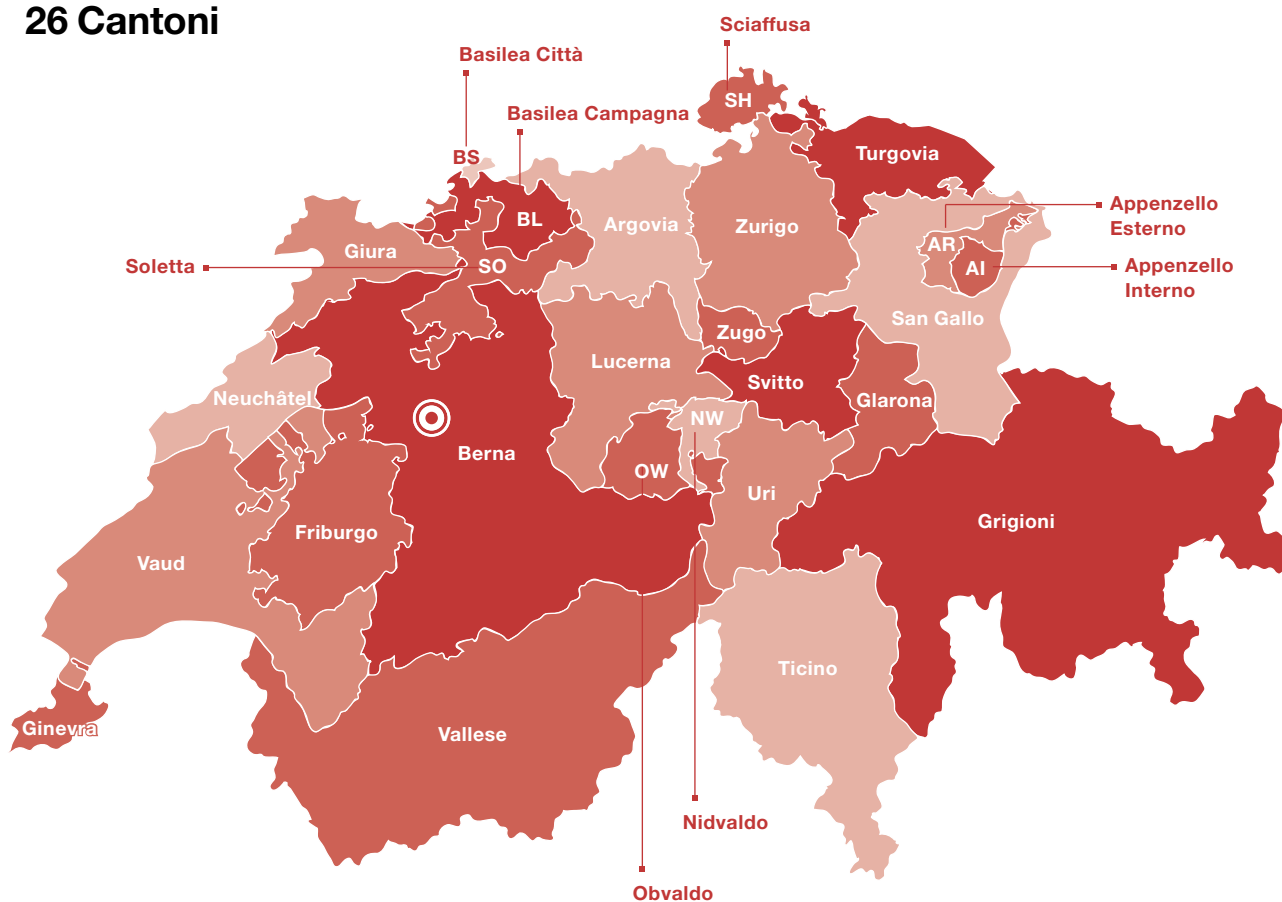 26 Cantoni
Sciaffusa
Basilea Città
SH
Basilea Campagna
BS
Turgovia
Appenzello
Esterno
BL
Argovia
Zurigo
Giura
AR
Soletta
SO
AI
Appenzello
Interno
San Gallo
Zugo
Lucerna
Svitto
Neuchâtel
Glarona
NW
Berna
OW
Uri
Grigioni
Friburgo
Vaud
Ticino
Ginevra
Vallese
Nidvaldo
Obvaldo